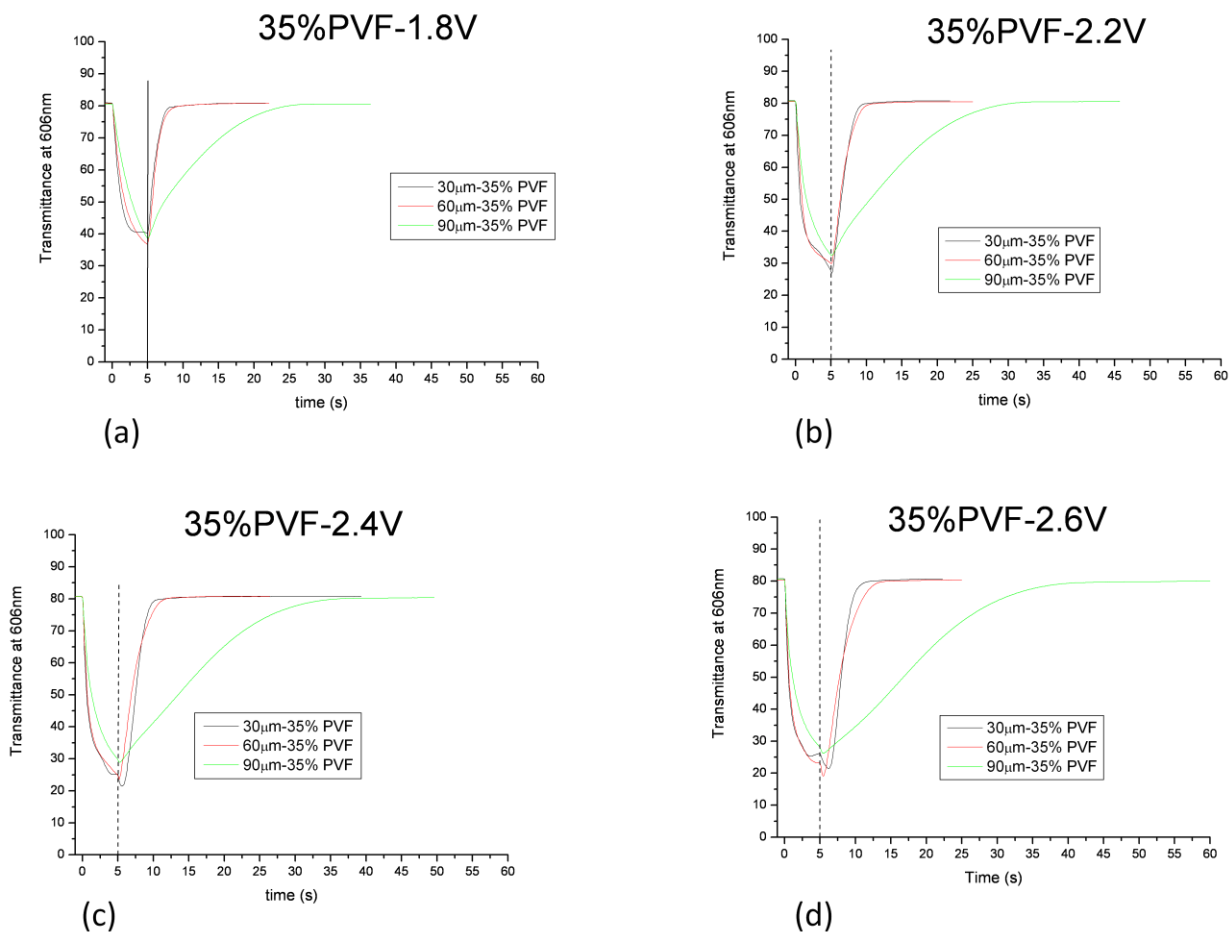 35%PVF-1.8V
100
90
80
70
60
50
40
30
20
10
0
Transmittance at 606nm
30μm-35% PVF
60μm-35% PVF
90μm-35% PVF
0 5 10 15 20 25 30 35 40 45 50 55 60
time (s)
(a)
35%PVF-2.2V
100
90
80
70
60
50
40
30
20
10
0
Transmittance at 606nm
30μm-35% PVF
60μm-35% PVF
90μm-35% PVF
0 5 10 15 20 25 30 35 40 45 50 55 60
time (s)
(b)
35%PVF-2.4V
100
90
80
70
60
50
40
30
20
10
0
Transmittance at 606nm
30μm-35% PVF
60μm-35% PVF
90μm-35% PVF
0 5 10 15 20 25 30 35 40 45 50 55 60
time (s)
(c)
35%PVF-2.6V
100
90
80
70
60
50
40
30
20
10
0
Transmittance at 606nm
30μm-35% PVF
60μm-35% PVF
90μm-35% PVF
0 5 10 15 20 25 30 35 40 45 50 55 60
Time (s)
(d)